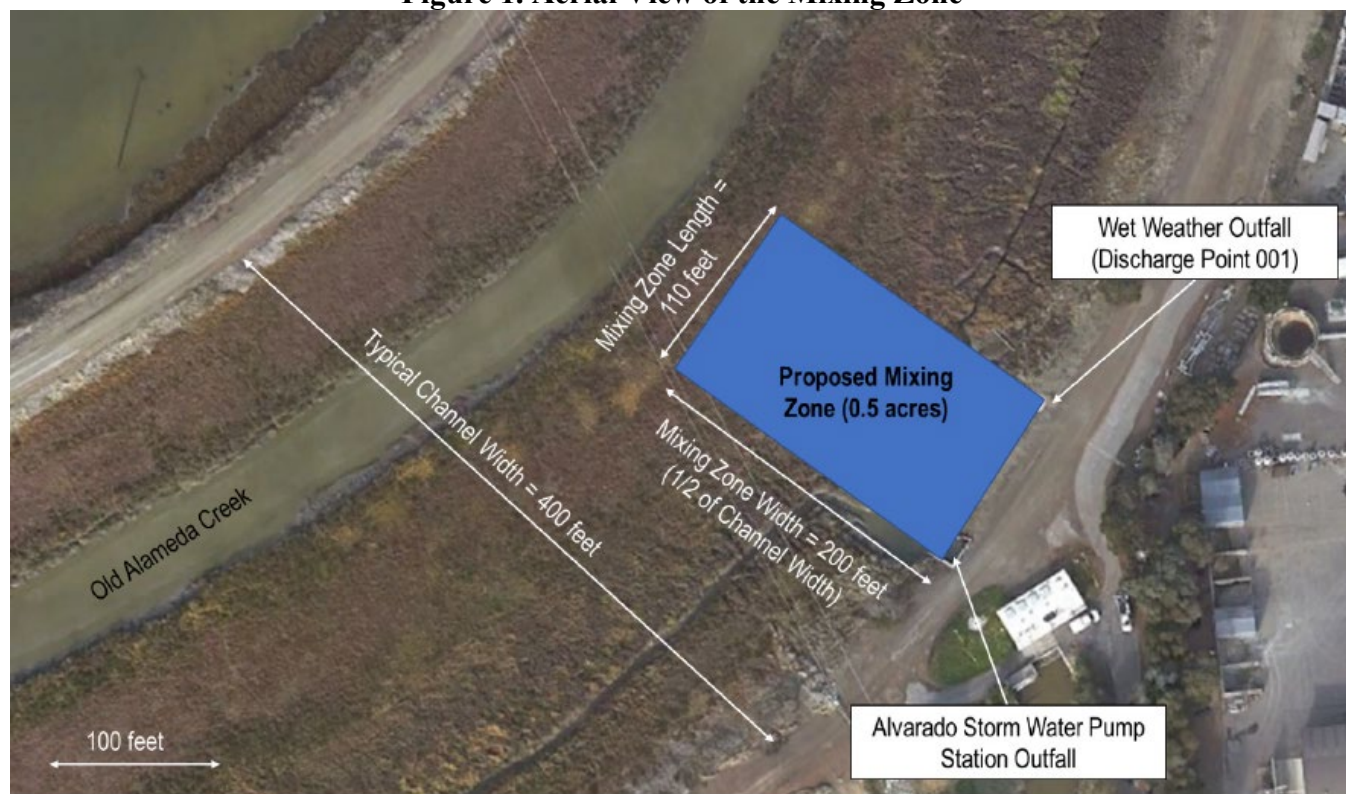 Figure 1. Aerial View of the Mixing Zone
Wet Weather Outfall
(Discharge Point 001)
Mixing Zone Length =
110 feet
Typical Channel Width = 400 feet
Proposed Mixing
Zone (0.5 acres)
Mixing Zone Width = 200 feet
(1/2 of Channel Width)
Old Alameda Creek
100 feet
Alvarado Storm Water Pump
Station Outfall